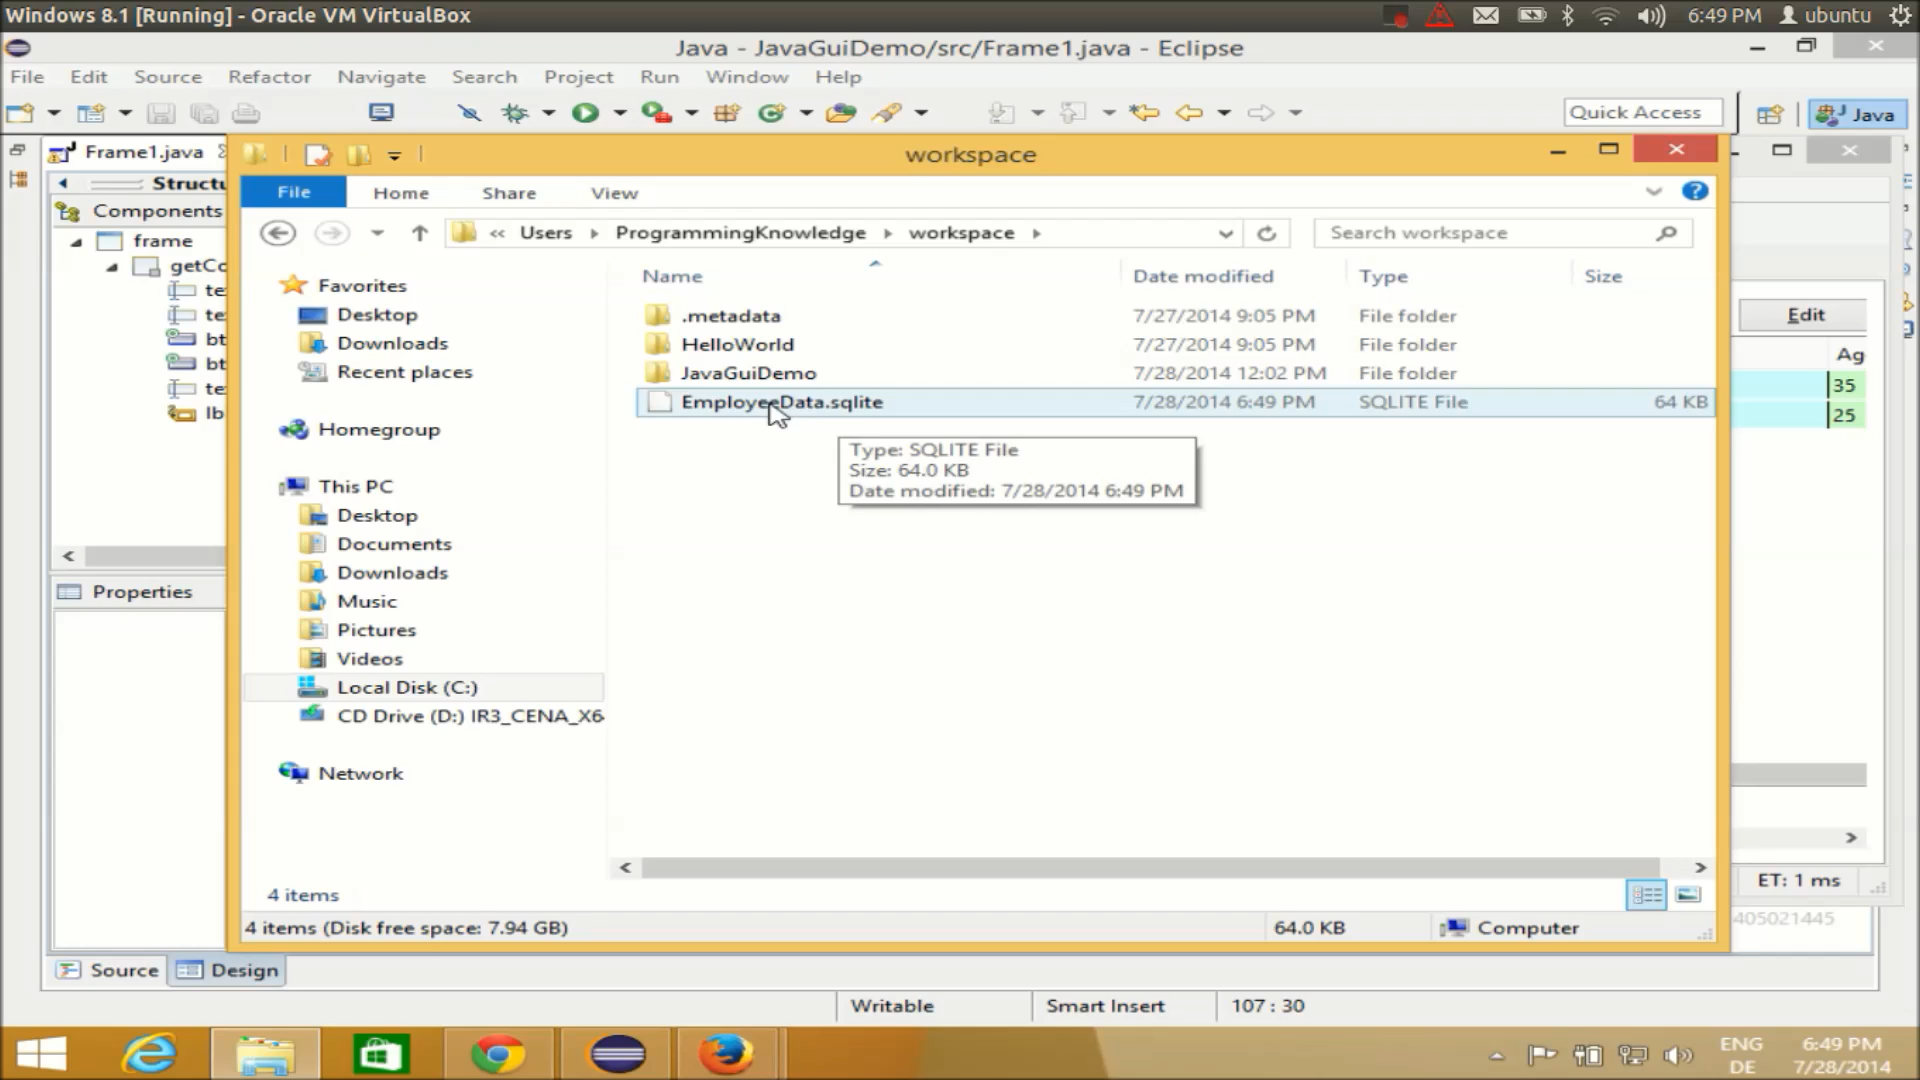 Windows 8.1 [Running] - Oracle VM VirtualBox
6:49 PM ubuntu
Java - JavaGuiDemo/src/Frame1.java - Eclipse
File Edit Source Refactor Navigate Search Project Run Window Help
Quick Access
Java
Frame1.java
workspace
Structu
File Home Share View
Components
« Users ProgrammingKnowledge workspace
Search workspace
frame
getCo
te
te
bt
bt
te
lb
Favorites
Desktop
Downloads
Recent places
Homegroup
This PC
Desktop
Documents
Downloads
Music
Pictures
Videos
Local Disk (C:)
CD Drive (D:) IR3_CENA_X6
Network
Name Date modified Type Size
.metadata 7/27/2014 9:05 PM File folder
HelloWorld 7/27/2014 9:05 PM File folder
JavaGuiDemo 7/28/2014 12:02 PM File folder
EmployeeData.sqlite 7/28/2014 6:49 PM SQLITE File 64 KB
Type: SQLITE File
Size: 64.0 KB
Date modified: 7/28/2014 6:49 PM
Edit
Ag
35
25
Properties
4 items
ET: 1 ms
4 items (Disk free space: 7.94 GB) 64.0 KB Computer
405021445
Source Design
Writable Smart Insert 107 : 30
ENG
DE
6:49 PM
7/28/2014